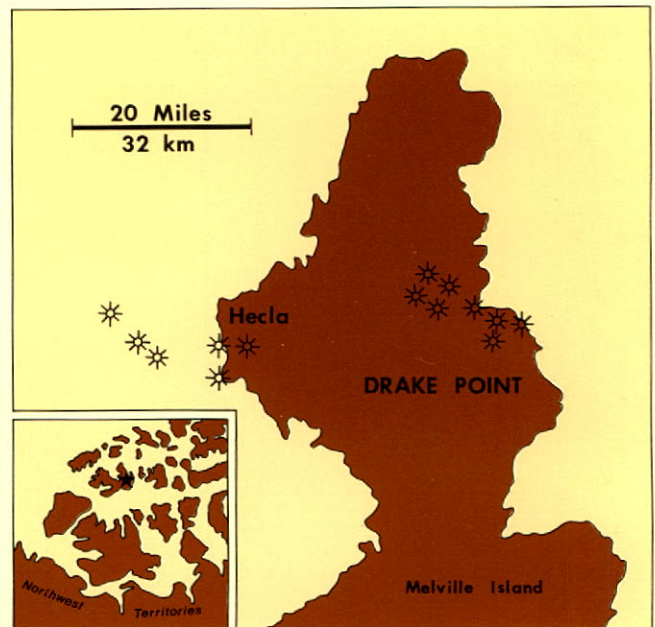 20 Miles
32 km
Hecla
DRAKE POINT
Melville Island
Northwest
Territories